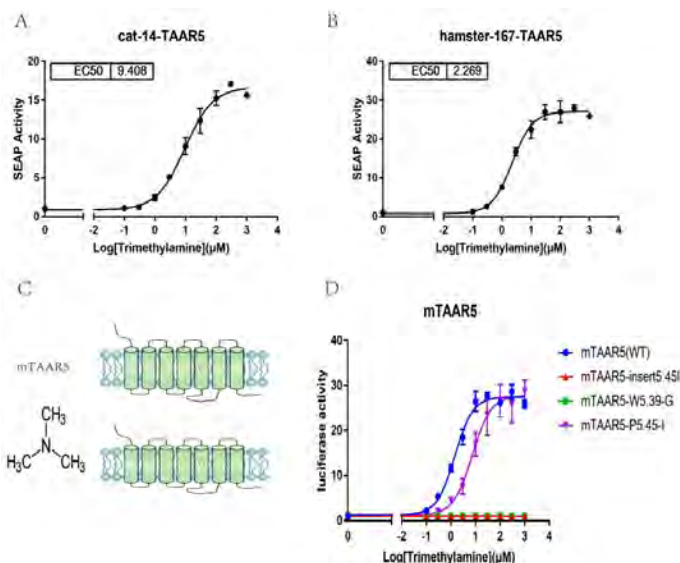 A
cat-14-TAAR5
EC50 9.408
SEAP Activity
20
15
10
5
0
0
-2 -1 0 1 2 3 4
Log[Trimethylamine](μM)
B
hamster-167-TAAR5
EC50 2.269
SEAP Activity
40
30
20
10
0
0
-2 -1 0 1 2 3 4
Log[Trimethylamine](μM)
C
mTAAR5
CH₃
N
H₃C
CH₃
D
mTAAR5
luciferase activity
40
30
20
10
0
0
-2 -1 0 1 2 3 4
Log[Trimethylamine](μM)
mTAAR5(WT)
mTAAR5-insert5 45I
mTAAR5-W5.39-G
mTAAR5-P5.45-I